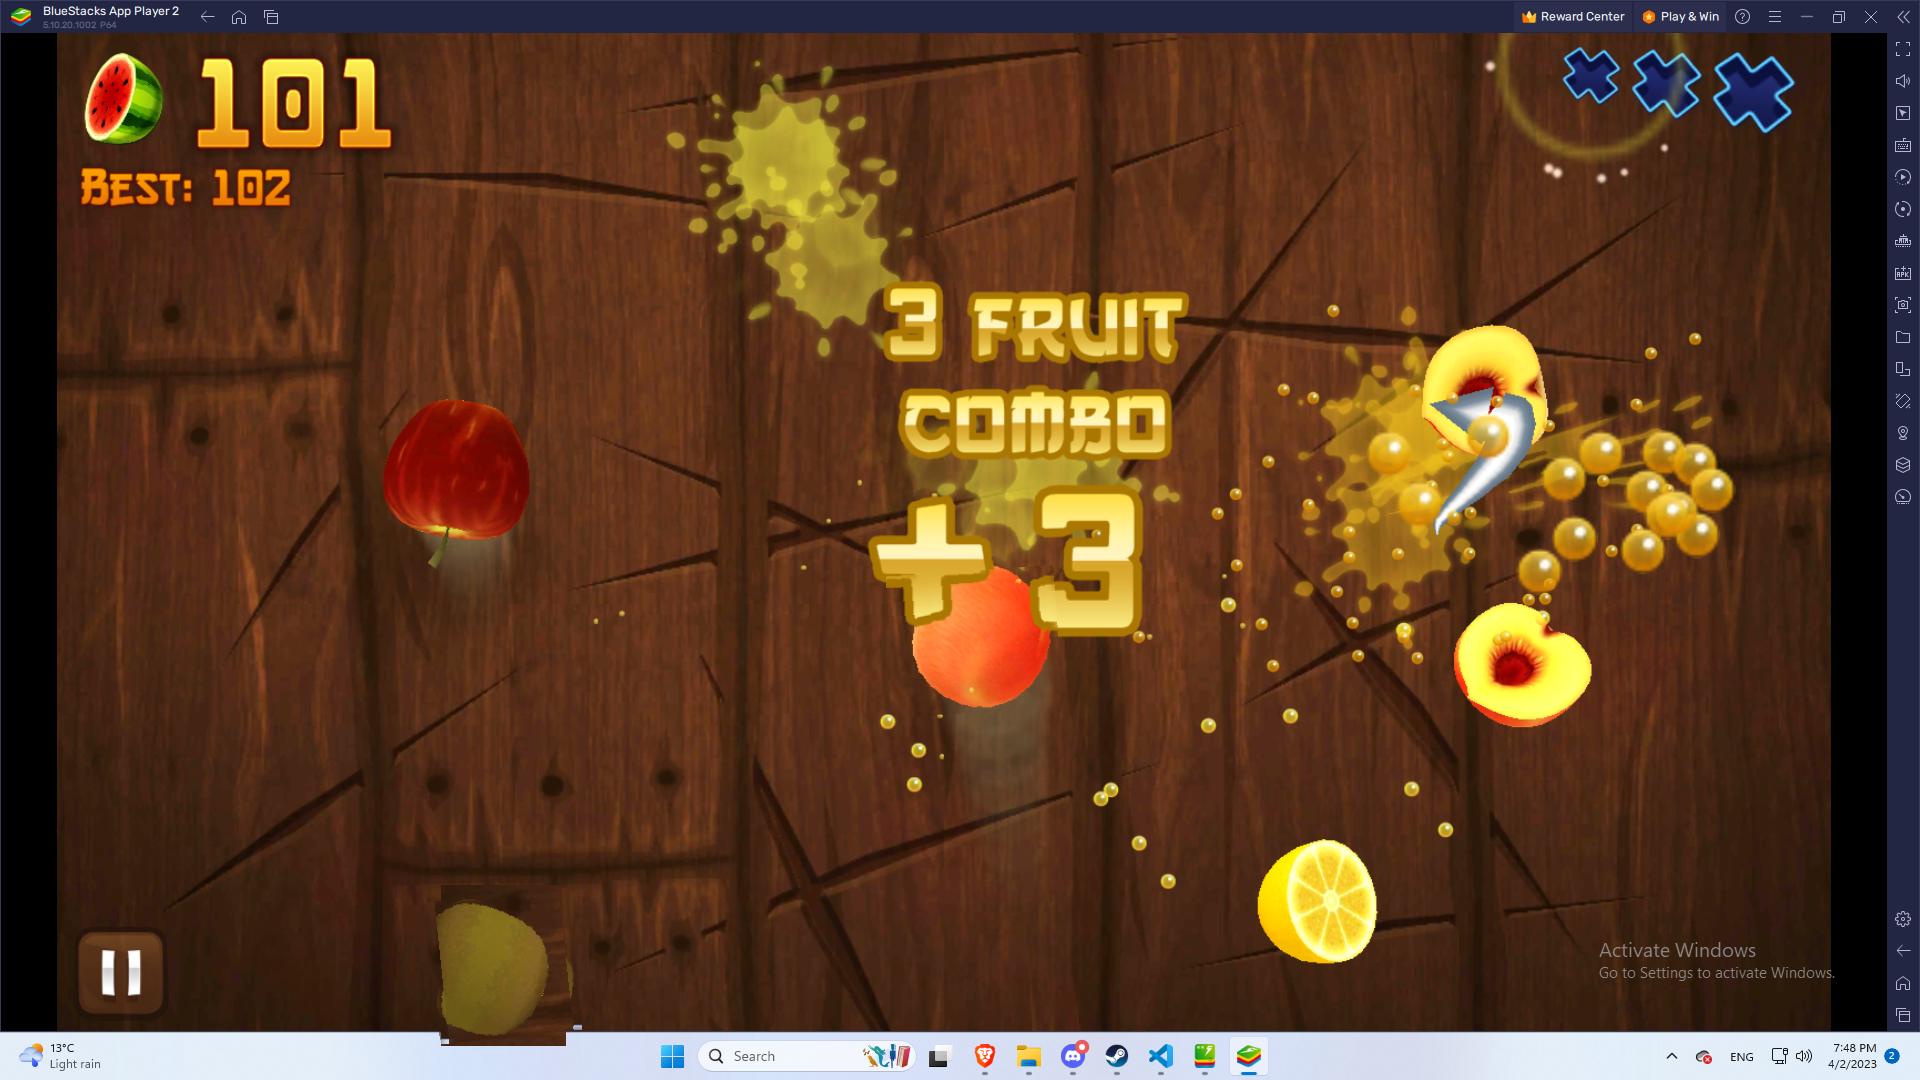 BlueStacks App Player 2
5.10.20.1002 P64
Reward Center
Play & Win
101
BEST: 102
3 FRUIT
COMBO
+3
Activate Windows
Go to Settings to activate Windows.
13°C
Light rain
Search
ENG
7:48 PM
4/2/2023
2